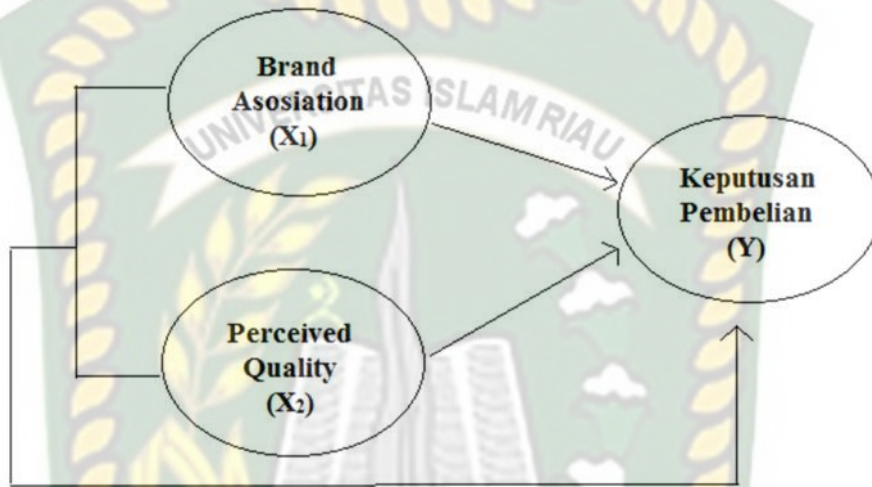 Brand
Asosiation
(X₁)
UNIVERSITAS ISLAM RIAU
Keputusan
Pembelian
(Y)
Perceived
Quality
(X₂)